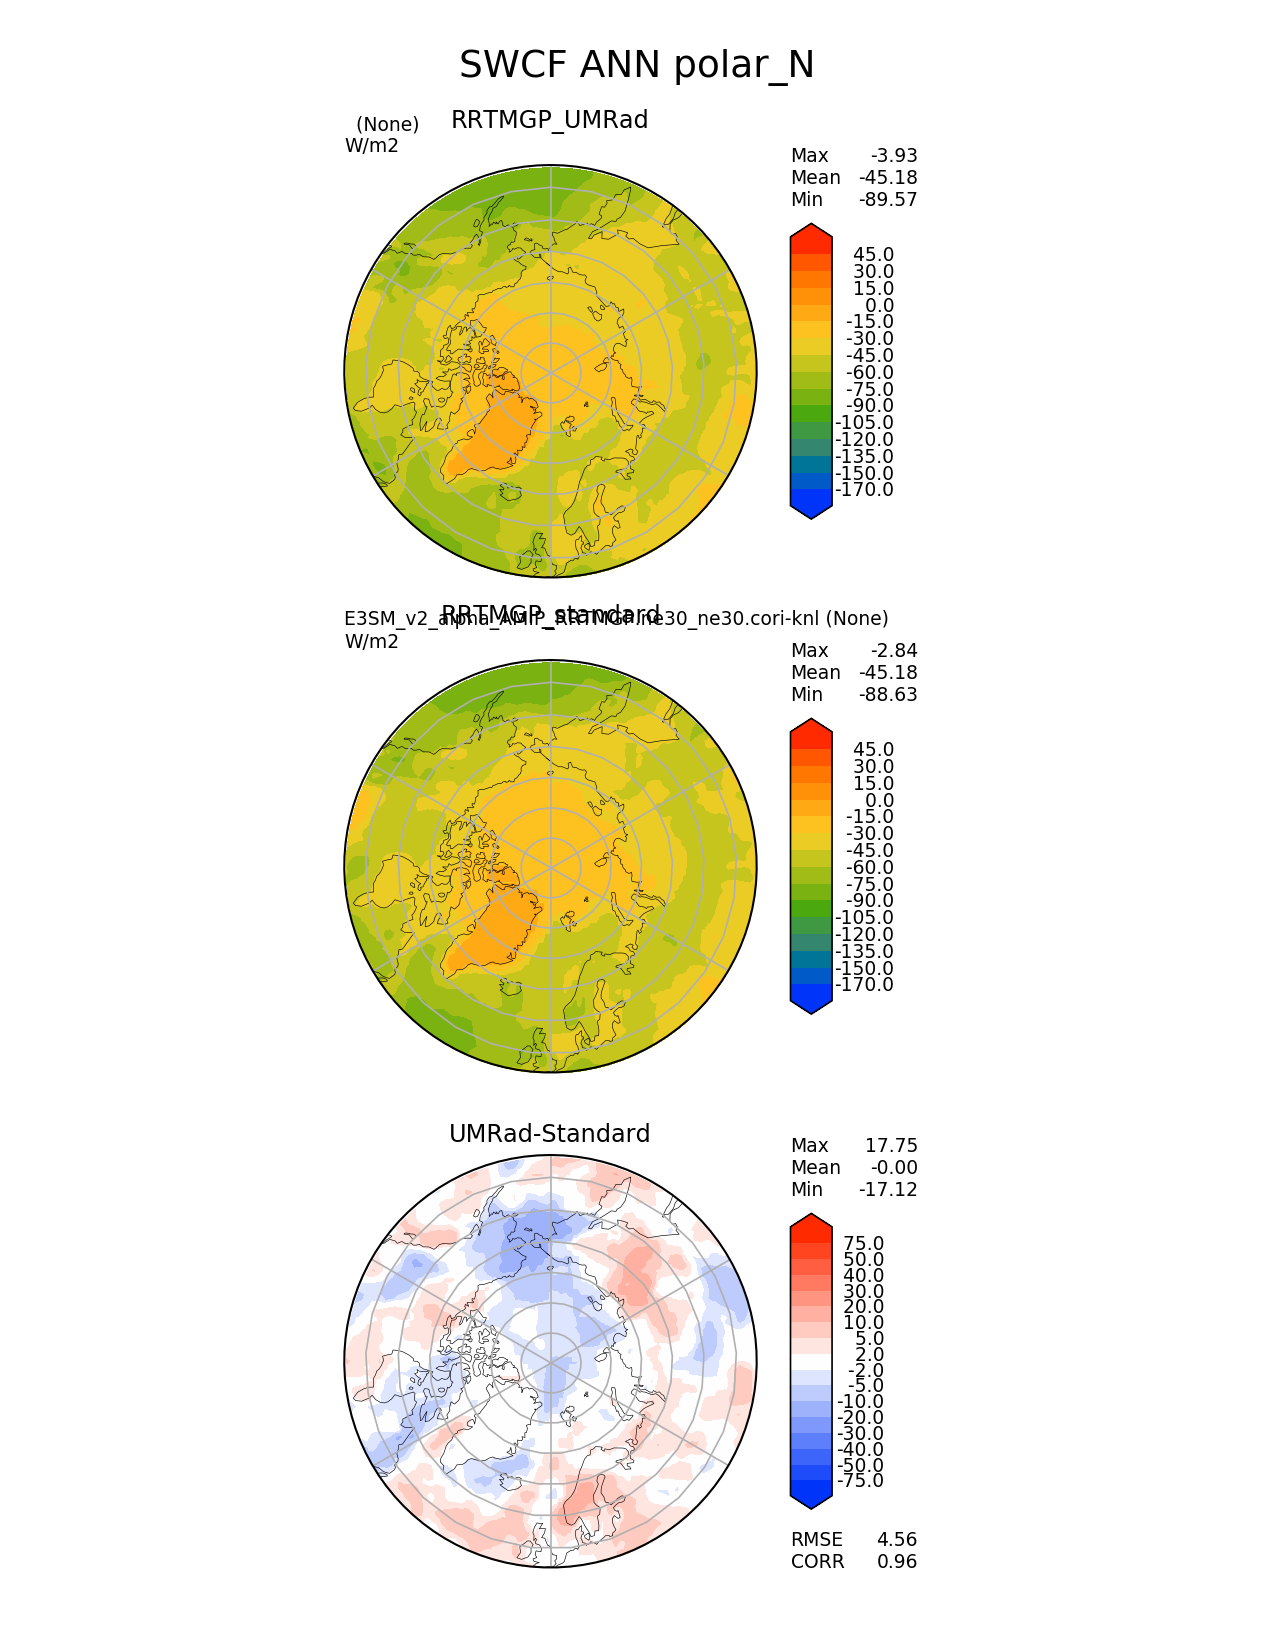 SWCF ANN polar_N
(None) RRTMGP_UMRad
W/m2
Max -3.93
Mean -45.18
Min -89.57
45.0
30.0
15.0
0.0
-15.0
-30.0
-45.0
-60.0
-75.0
-90.0
-105.0
-120.0
-135.0
-150.0
-170.0
RRTMGP_standard
E3SM_v2_alpha_AMIP_RRTMGP.ne30_ne30.cori-knl (None)
W/m2
Max -2.84
Mean -45.18
Min -88.63
45.0
30.0
15.0
0.0
-15.0
-30.0
-45.0
-60.0
-75.0
-90.0
-105.0
-120.0
-135.0
-150.0
-170.0
UMRad-Standard
Max 17.75
Mean -0.00
Min -17.12
75.0
50.0
40.0
30.0
20.0
10.0
5.0
2.0
-2.0
-5.0
-10.0
-20.0
-30.0
-40.0
-50.0
-75.0
RMSE 4.56
CORR 0.96